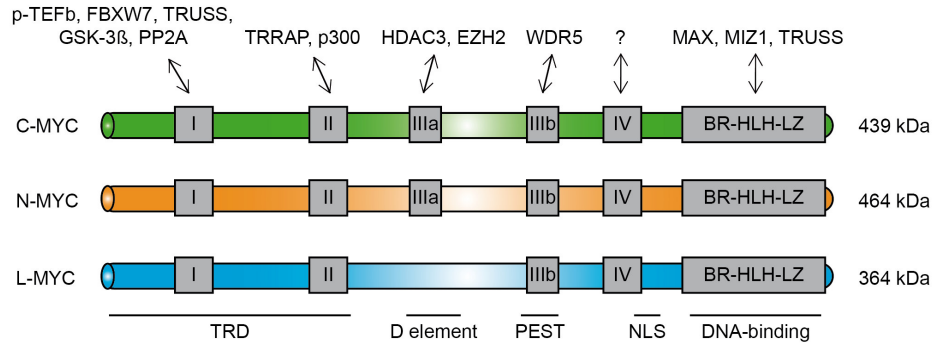 p-TEFb, FBXW7, TRUSS,
GSK-3ß, PP2A TRRAP, p300 HDAC3, EZH2 WDR5 ? MAX, MIZ1, TRUSS
C-MYC I II IIIa IIIb IV BR-HLH-LZ 439 kDa
N-MYC I II IIIa IIIb IV BR-HLH-LZ 464 kDa
L-MYC I II IIIb IV BR-HLH-LZ 364 kDa
TRD D element PEST NLS DNA-binding